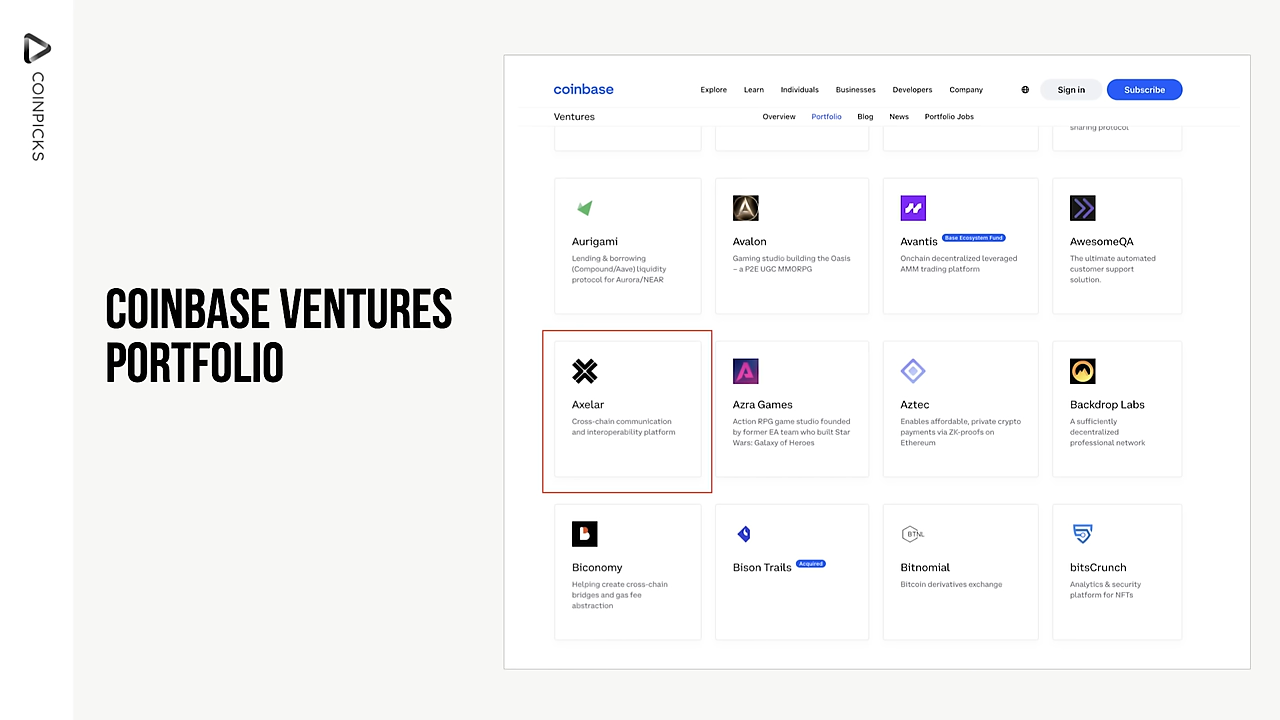 COINPICKS
COINBASE VENTURES
PORTFOLIO
coinbase
Explore Learn Individuals Businesses Developers Company
Sign in
Subscribe
Ventures
Overview Portfolio Blog News Portfolio Jobs
sharing protocol
Aurigami
Lending & borrowing
(Compound/Aave) liquidity
protocol for Aurora/NEAR
Avalon
Gaming studio building the Oasis
– a P2E UGC MMORPG
Avantis Base Ecosystem Fund
Onchain decentralized leveraged
AMM trading platform
AwesomeQA
The ultimate automated
customer support
solution.
Axelar
Cross-chain communication
and interoperability platform
Azra Games
Action RPG game studio founded
by former EA team who built Star
Wars: Galaxy of Heroes
Aztec
Enables affordable, private crypto
payments via ZK-proofs on
Ethereum
Backdrop Labs
A sufficiently
decentralized
professional network
Biconomy
Helping create cross-chain
bridges and gas fee
abstraction
Bison Trails Acquired
BTNL
Bitnomial
Bitcoin derivatives exchange
bitsCrunch
Analytics & security
platform for NFTs